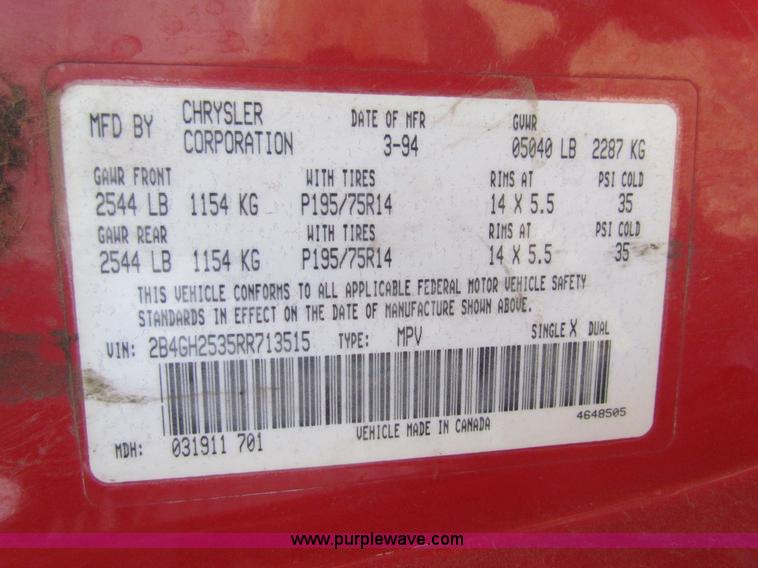 MFD BY CHRYSLER CORPORATION DATE OF MFR 3-94 GVWR 05040 LB 2287 KG
GAWR FRONT WITH TIRES RIMS AT PSI COLD
2544 LB 1154 KG P195/75R14 14 X 5.5 35
GAWR REAR WITH TIRES RIMS AT PSI COLD
2544 LB 1154 KG P195/75R14 14 X 5.5 35
THIS VEHICLE CONFORMS TO ALL APPLICABLE FEDERAL MOTOR VEHICLE SAFETY
STANDARDS IN EFFECT ON THE DATE OF MANUFACTURE SHOWN ABOVE.
VIN: 2B4GH2535RR713515 TYPE: MPV SINGLE X DUAL
4648505
MDH: 031911 701 VEHICLE MADE IN CANADA
www.purplewave.com